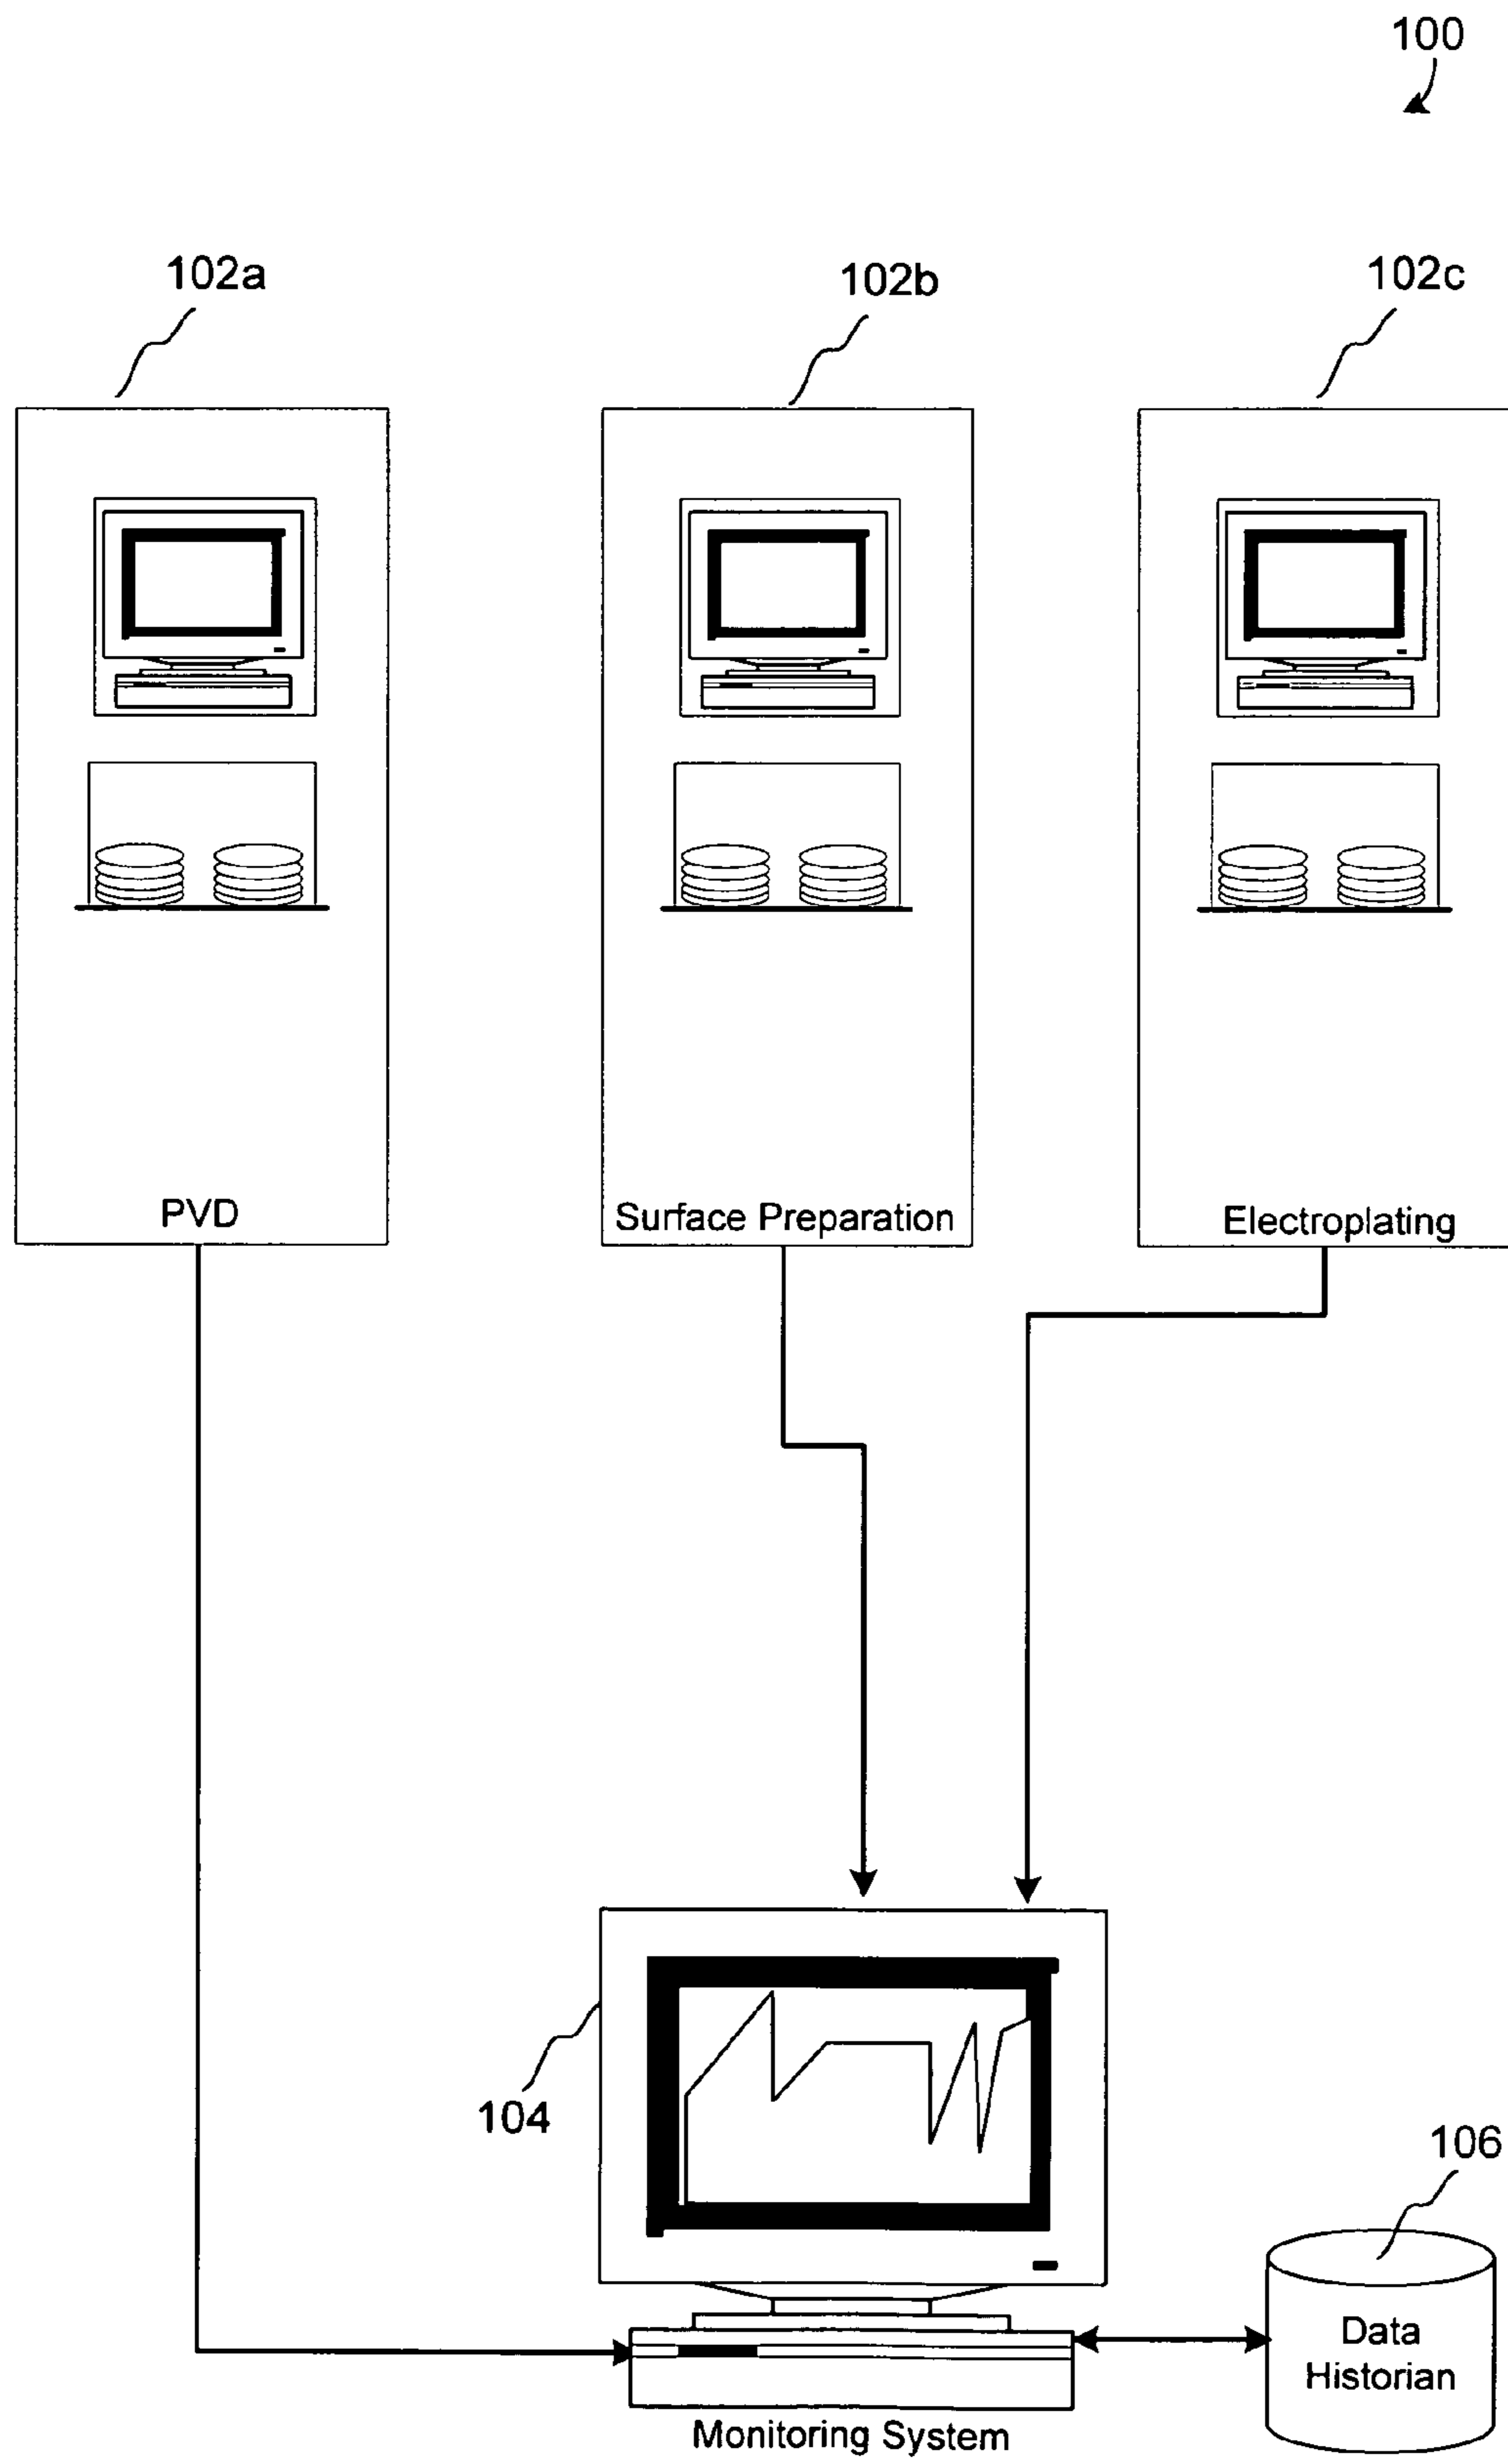 100
102a
102b
102c
PVD
Surface Preparation
Electroplating
104
106
Data
Historian
Monitoring System